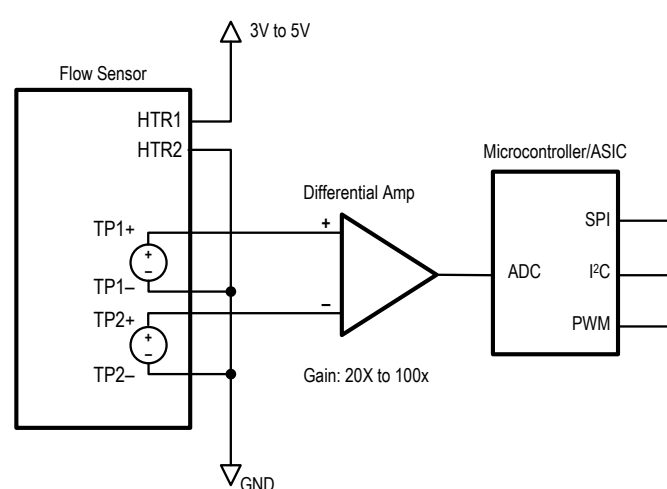 3V to 5V
Flow Sensor
HTR1
HTR2
Microcontroller/ASIC
Differential Amp
TP1+
+
–
TP1–
TP2+
+
–
TP2–
+
–
SPI
ADC
I²C
PWM
Gain: 20X to 100x
GND